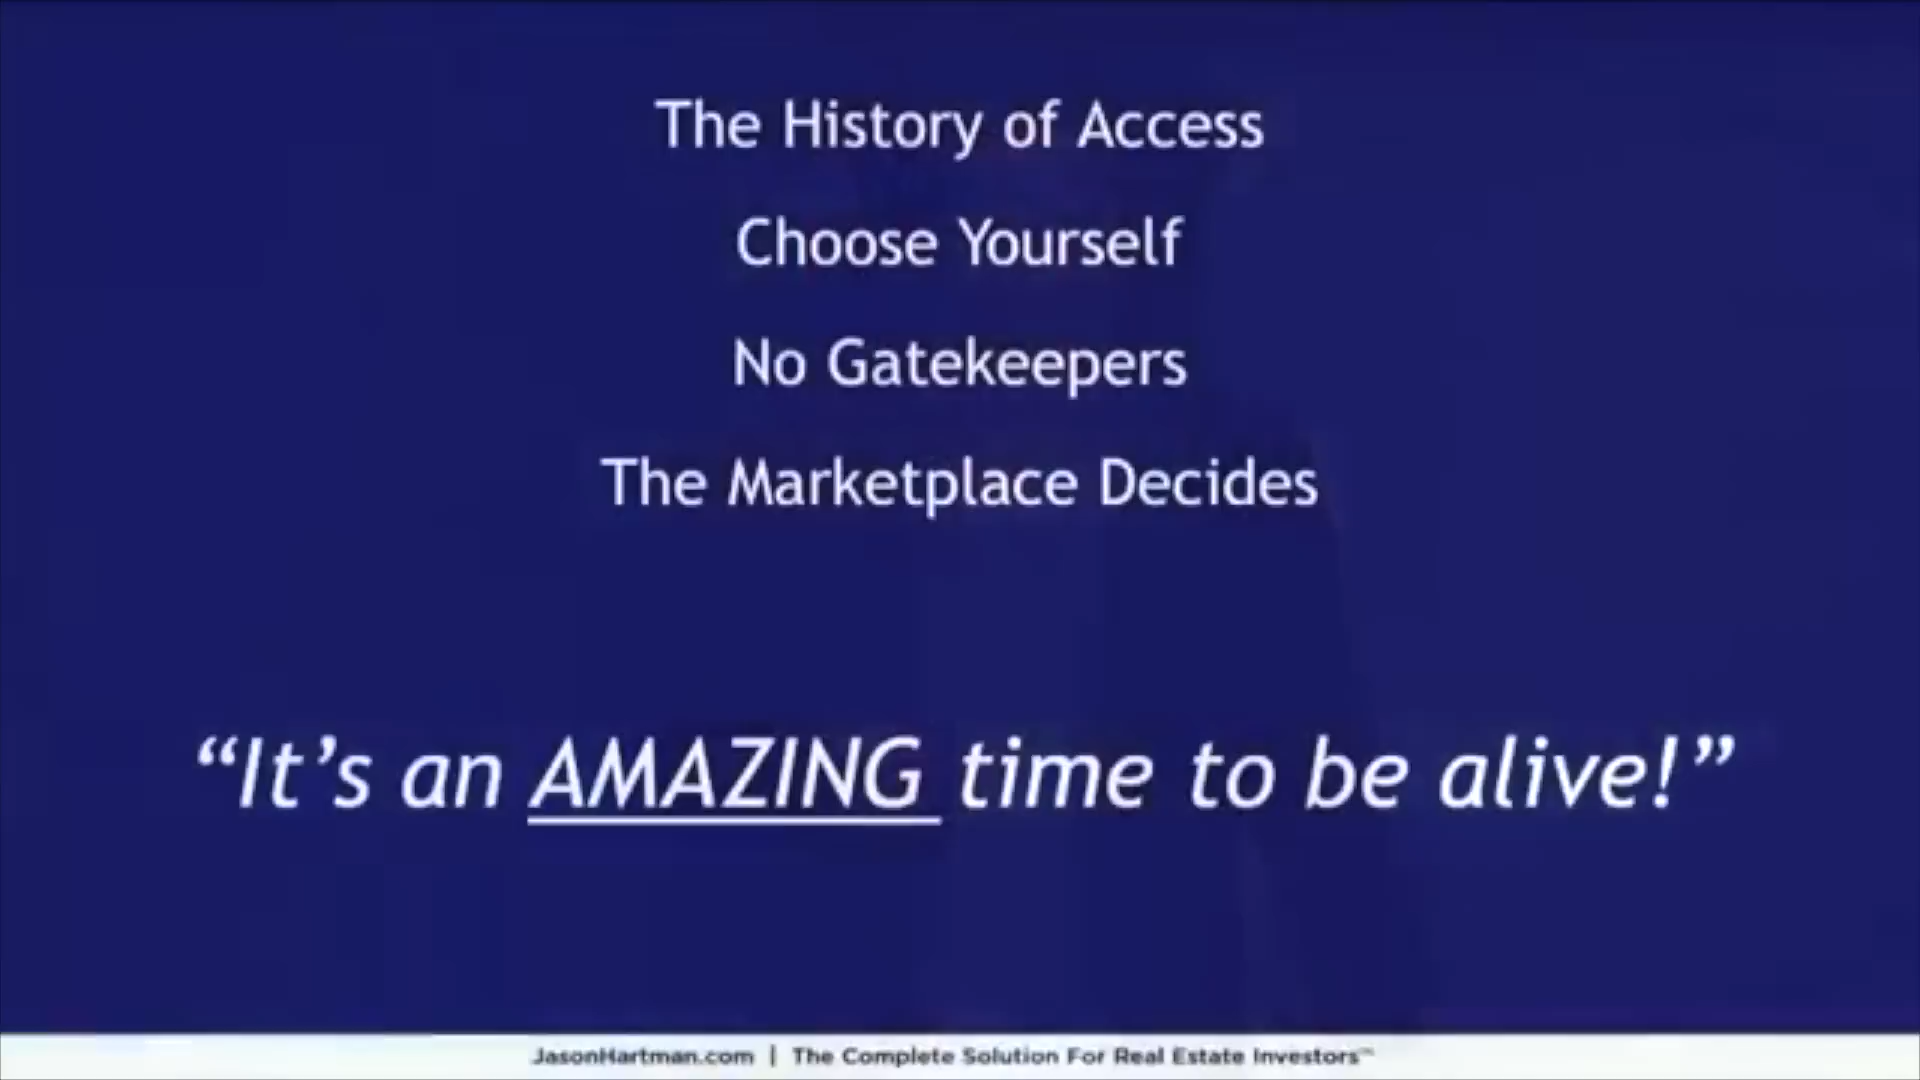 The History of Access
Choose Yourself
No Gatekeepers
The Marketplace Decides
“It’s an AMAZING time to be alive!”
JasonHartman.com | The Complete Solution For Real Estate Investors™